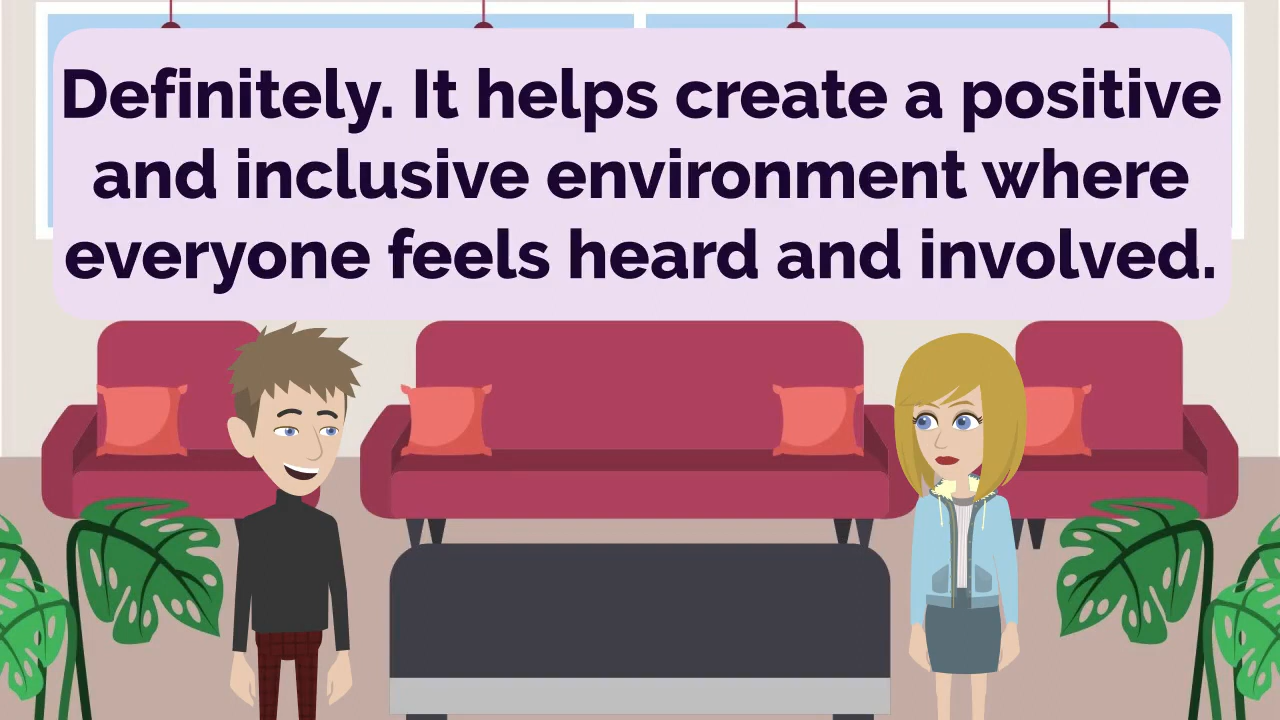 Definitely. It helps create a positive
and inclusive environment where
everyone feels heard and involved.